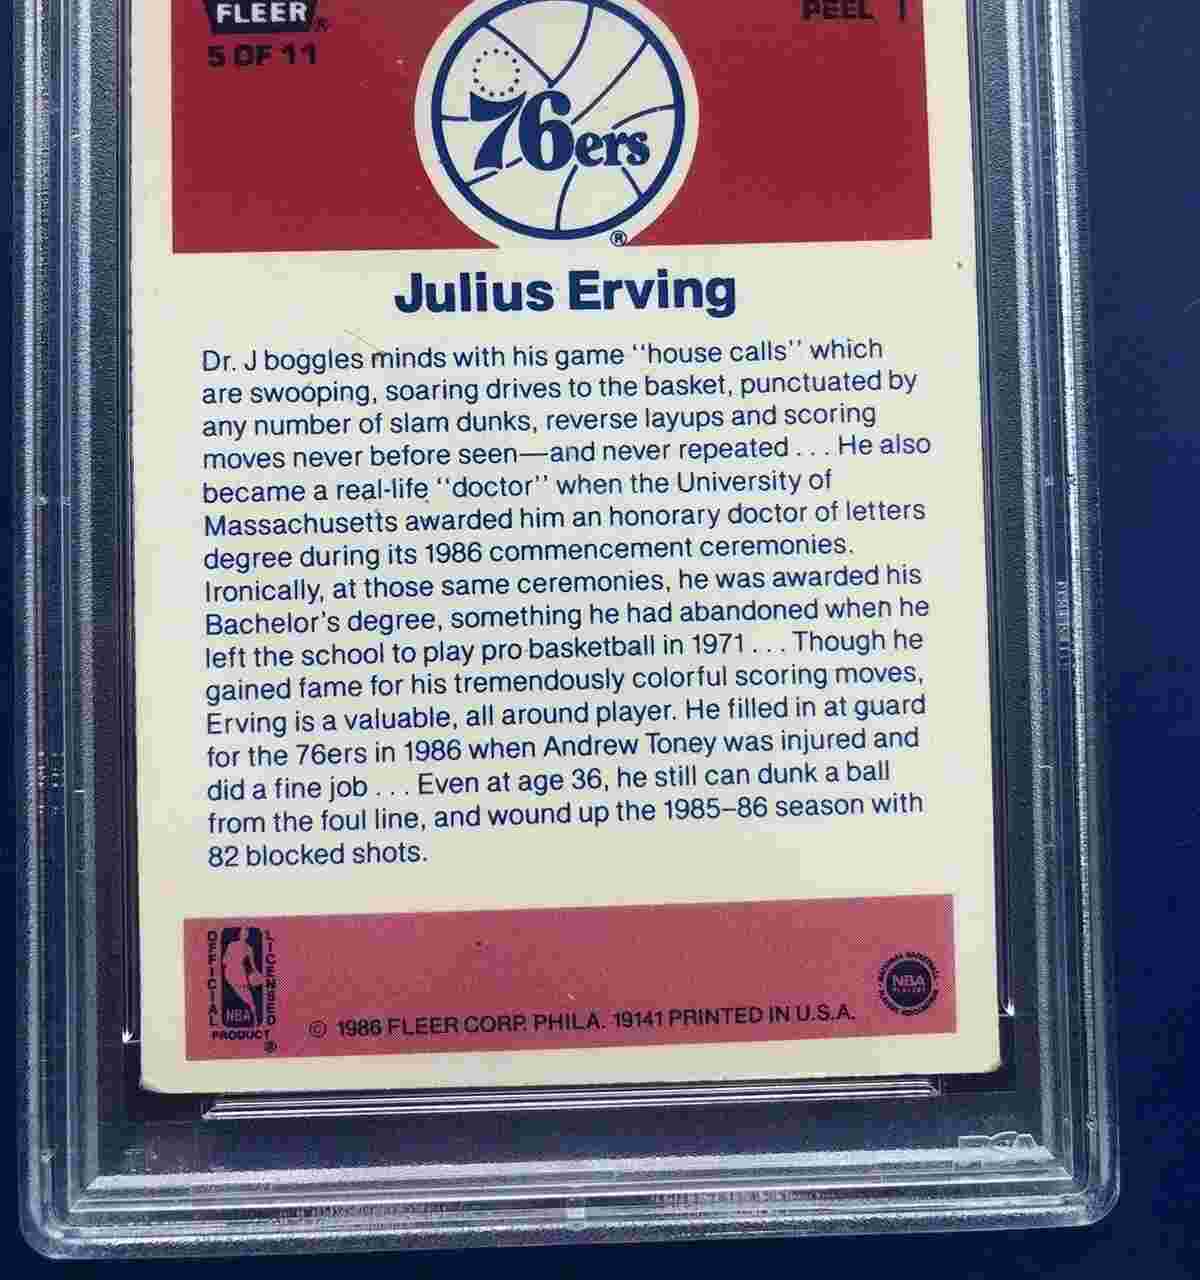 FLEER ®
5 OF 11
PEEL
76ers
®
Julius Erving
Dr. J boggles minds with his game ''house calls'' which
are swooping, soaring drives to the basket, punctuated by
any number of slam dunks, reverse layups and scoring
moves never before seen—and never repeated . . . He also
became a real-life ''doctor'' when the University of
Massachusetts awarded him an honorary doctor of letters
degree during its 1986 commencement ceremonies.
Ironically, at those same ceremonies, he was awarded his
Bachelor's degree, something he had abandoned when he
left the school to play pro basketball in 1971 . . . Though he
gained fame for his tremendously colorful scoring moves,
Erving is a valuable, all around player. He filled in at guard
for the 76ers in 1986 when Andrew Toney was injured and
did a fine job . . . Even at age 36, he still can dunk a ball
from the foul line, and wound up the 1985–86 season with
82 blocked shots.
OFFICIAL LICENSED
NBA
PRODUCT ®
© 1986 FLEER CORP. PHILA. 19141 PRINTED IN U.S.A.
NATIONAL BASKETBALL
NBA
PLAYERS
PSA